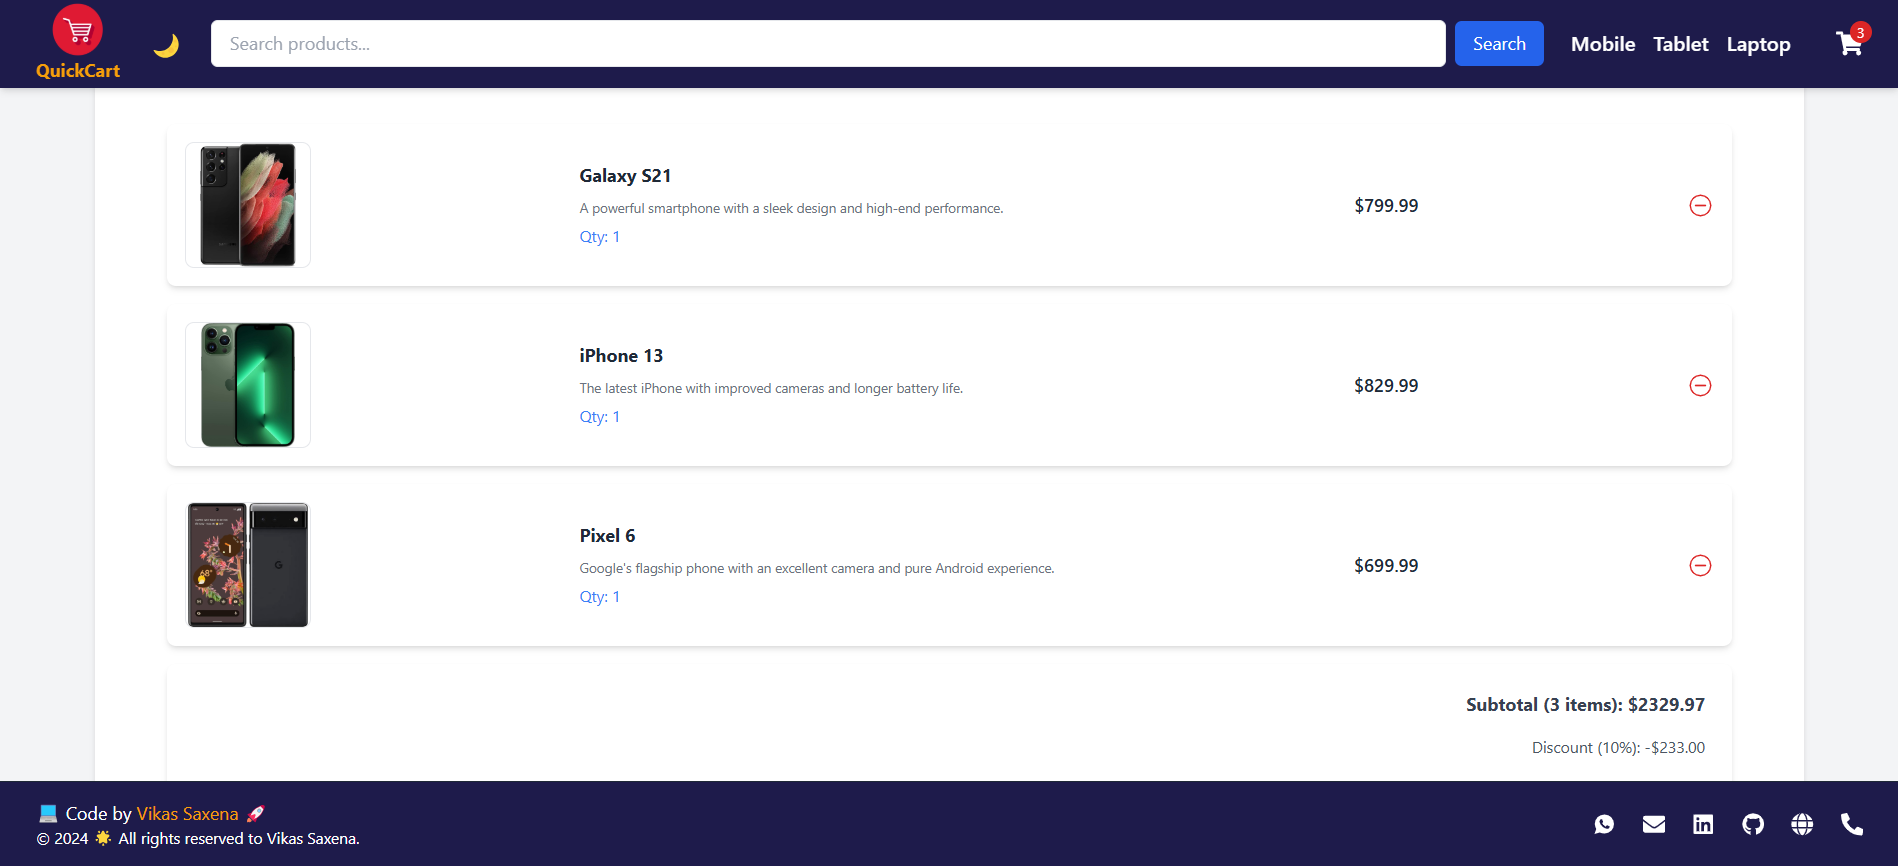 QuickCart
Search products...
Search
Mobile
Tablet
Laptop
3
Galaxy S21
A powerful smartphone with a sleek design and high-end performance.
Qty: 1
$799.99
iPhone 13
The latest iPhone with improved cameras and longer battery life.
Qty: 1
$829.99
Pixel 6
Google's flagship phone with an excellent camera and pure Android experience.
Qty: 1
$699.99
Subtotal (3 items): $2329.97
Discount (10%): -$233.00
Code by Vikas Saxena
© 2024 🌟 All rights reserved to Vikas Saxena.